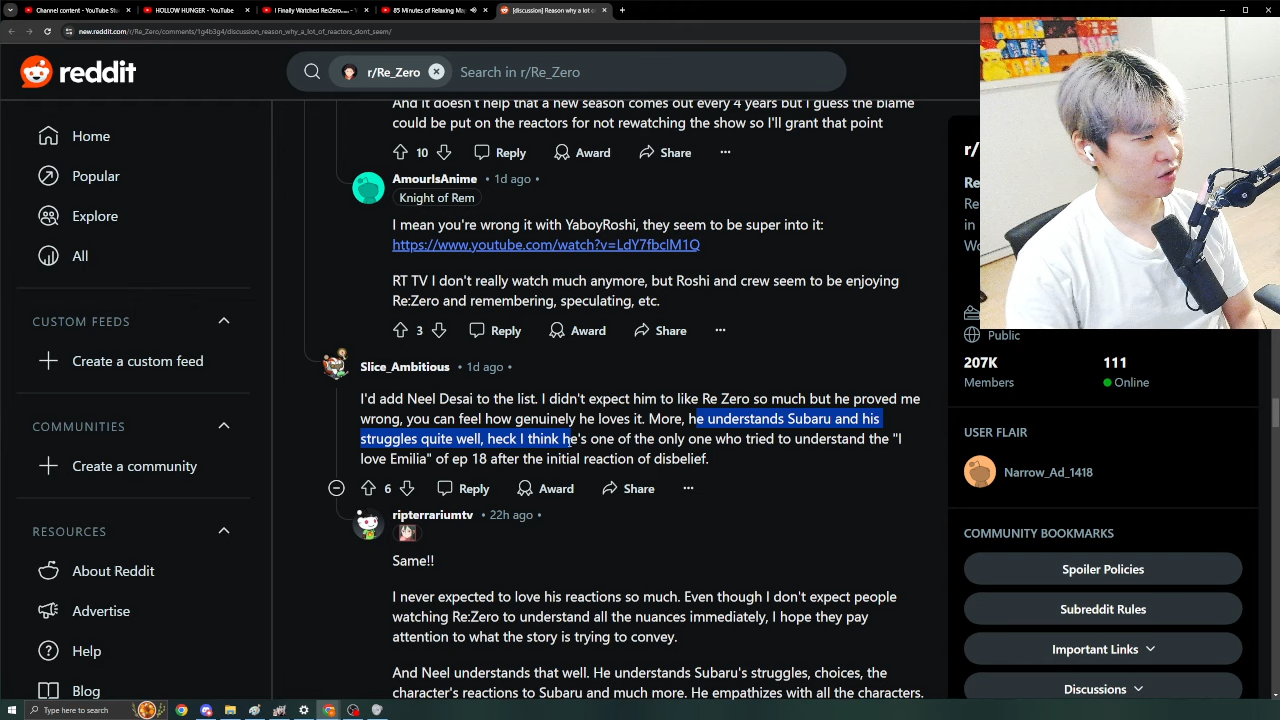 Channel content - YouTube St
HOLLOW HUNGER - YouTube
I Finally Watched Re:Zero...
85 Minutes of Relaxing M
[discussion] Reason why a lot o
new.reddit.com/r/Re_Zero/comments/1g4b3g4/discussion_reason_why_a_lot_of_reactors_dont_seem/
reddit
r/Re_Zero
Search in r/Re_Zero
Home
Popular
Explore
All
CUSTOM FEEDS
Create a custom feed
COMMUNITIES
Create a community
RESOURCES
About Reddit
Advertise
Help
Blog
And it doesn't help that a new season comes out every 4 years but I guess the blame
could be put on the reactors for not rewatching the show so I'll grant that point
10 Reply Award Share
AmourIsAnime • 1d ago •
Knight of Rem
I mean you're wrong it with YaboyRoshi, they seem to be super into it:
https://www.youtube.com/watch?v=LdY7fbclM1Q
RT TV I don't really watch much anymore, but Roshi and crew seem to be enjoying
Re:Zero and remembering, speculating, etc.
3 Reply Award Share
Slice_Ambitious • 1d ago •
I'd add Neel Desai to the list. I didn't expect him to like Re Zero so much but he proved me
wrong, you can feel how genuinely he loves it. More, he understands Subaru and his
struggles quite well, heck I think he's one of the only one who tried to understand the "I
love Emilia" of ep 18 after the initial reaction of disbelief.
6 Reply Award Share
ripterrariumtv • 22h ago •
Same!!
I never expected to love his reactions so much. Even though I don't expect people
watching Re:Zero to understand all the nuances immediately, I hope they pay
attention to what the story is trying to convey.
And Neel understands that well. He understands Subaru's struggles, choices, the
character's reactions to Subaru and much more. He empathizes with all the characters.
r/
Re
Re
in
Wo
Public
207K 111
Members Online
USER FLAIR
Narrow_Ad_1418
COMMUNITY BOOKMARKS
Spoiler Policies
Subreddit Rules
Important Links
Discussions
Type here to search